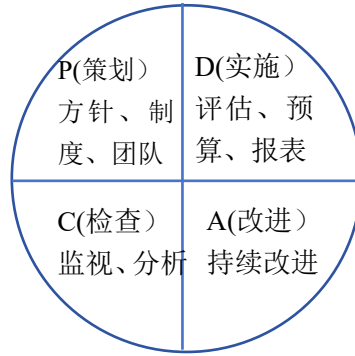 P(策划）
方针、制
度、团队
D(实施）
评估、预
算、报表
C(检查）
监视、分析
A(改进）
持续改进